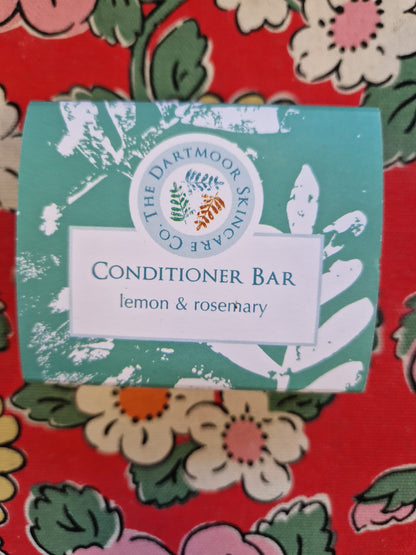 THE DARTMOOR SKINCARE CO.
CONDITIONER BAR
lemon & rosemary